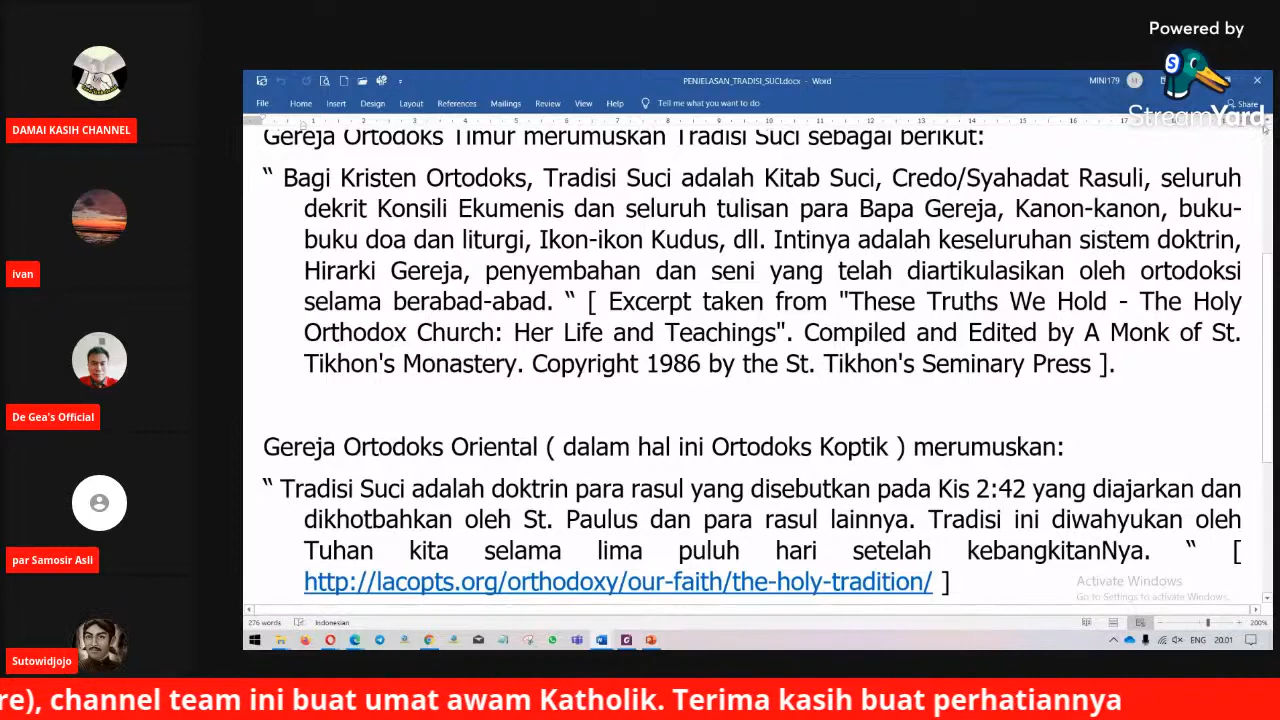 Powered by
StreamYard
DAMAI KASIH CHANNEL
ivan
De Gea's Official
par Samosir Asli
Sutowidjojo
PENJELASAN_TRADISI_SUCI.docx - Word
MINI179
File Home Insert Design Layout References Mailings Review View Help Tell me what you want to do
Share
Gereja Ortodoks Timur merumuskan Tradisi Suci sebagai berikut:
“ Bagi Kristen Ortodoks, Tradisi Suci adalah Kitab Suci, Credo/Syahadat Rasuli, seluruh
dekrit Konsili Ekumenis dan seluruh tulisan para Bapa Gereja, Kanon-kanon, buku-
buku doa dan liturgi, Ikon-ikon Kudus, dll. Intinya adalah keseluruhan sistem doktrin,
Hirarki Gereja, penyembahan dan seni yang telah diartikulasikan oleh ortodoksi
selama berabad-abad. “ [ Excerpt taken from "These Truths We Hold - The Holy
Orthodox Church: Her Life and Teachings". Compiled and Edited by A Monk of St.
Tikhon's Monastery. Copyright 1986 by the St. Tikhon's Seminary Press ].
Gereja Ortodoks Oriental ( dalam hal ini Ortodoks Koptik ) merumuskan:
“ Tradisi Suci adalah doktrin para rasul yang disebutkan pada Kis 2:42 yang diajarkan dan
dikhotbahkan oleh St. Paulus dan para rasul lainnya. Tradisi ini diwahyukan oleh
Tuhan kita selama lima puluh hari setelah kebangkitanNya. “ [
http://lacopts.org/orthodoxy/our-faith/the-holy-tradition/ ]
Activate Windows
Go to Settings to activate Windows.
276 words Indonesian
200%
ENG 20.01
re), channel team ini buat umat awam Katholik. Terima kasih buat perhatiannya